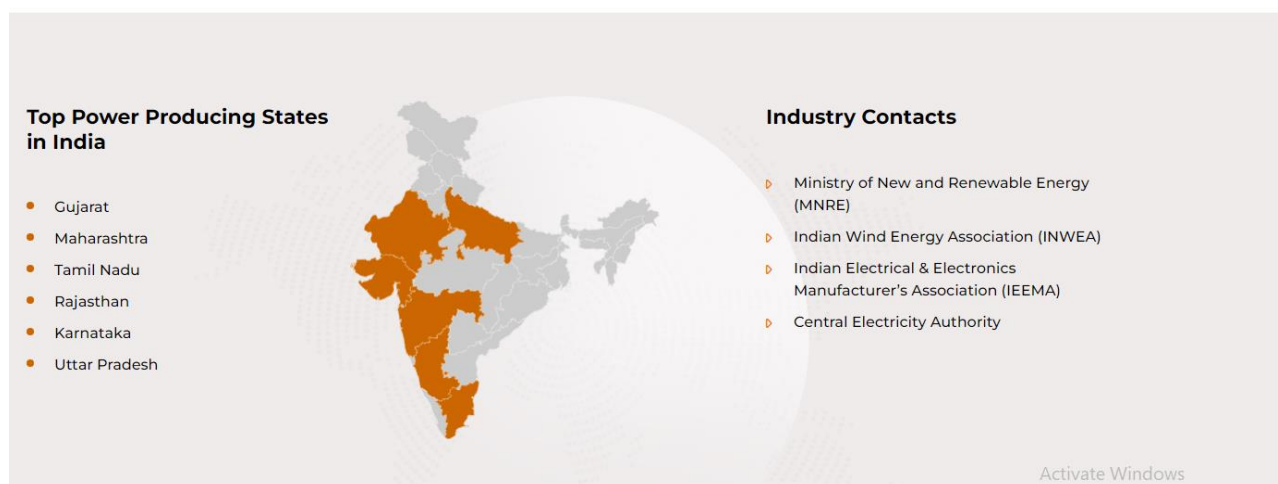 Top Power Producing States
in India
Gujarat
Maharashtra
Tamil Nadu
Rajasthan
Karnataka
Uttar Pradesh
Industry Contacts
Ministry of New and Renewable Energy
(MNRE)
Indian Wind Energy Association (INWEA)
Indian Electrical & Electronics
Manufacturer’s Association (IEEMA)
Central Electricity Authority
Activate Windows